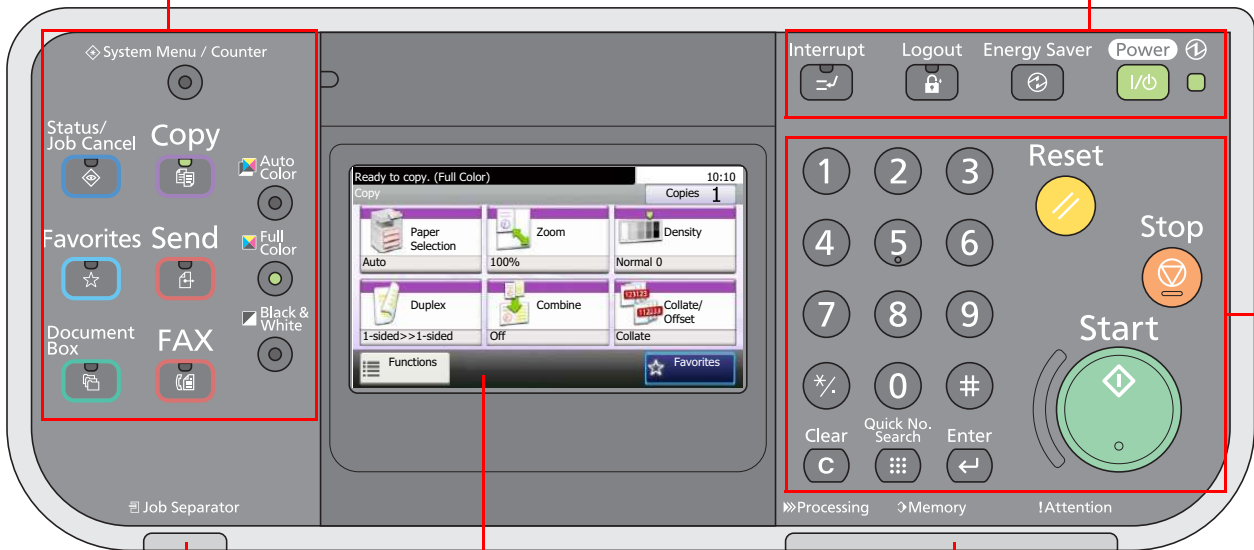 System Menu / Counter
Status/
Job Cancel
Copy
Auto
Color
Favorites
Send
Full
Color
Document
Box
FAX
Black &
White
Job Separator
Ready to copy. (Full Color)
10:10
Copy
Copies 1
Paper
Selection
Auto
Zoom
100%
Density
Normal 0
Duplex
1-sided>>1-sided
123123
112233
Combine
Off
Collate/
Offset
Collate
Functions
Favorites
Interrupt
Logout
Energy Saver
Power
1 2 3
4 5 6
7 8 9
*/. 0 #
Clear
Quick No.
Search
Enter
C
Reset
Stop
Start
Processing
Memory
!Attention